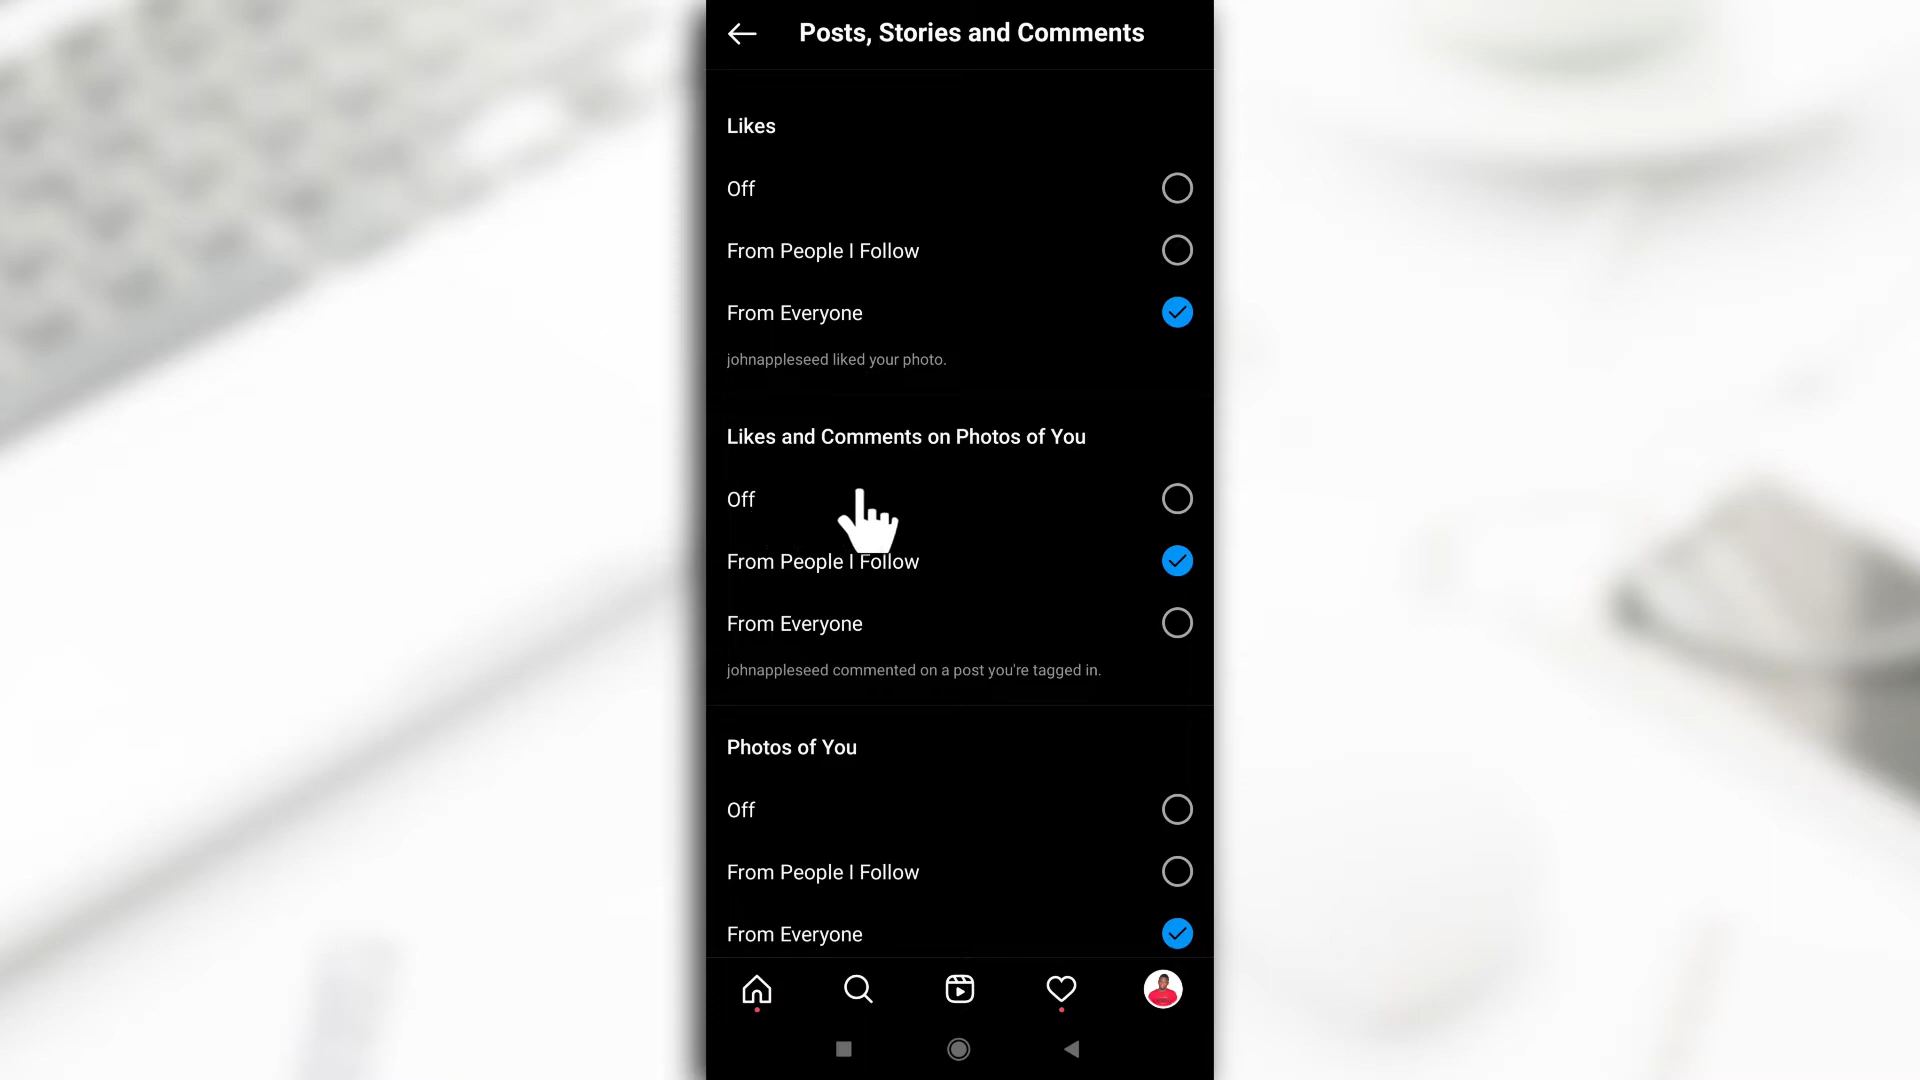 Posts, Stories and Comments
Likes
Off
From People I Follow
From Everyone
johnappleseed liked your photo.
Likes and Comments on Photos of You
Off
From People I Follow
From Everyone
johnappleseed commented on a post you're tagged in.
Photos of You
Off
From People I Follow
From Everyone